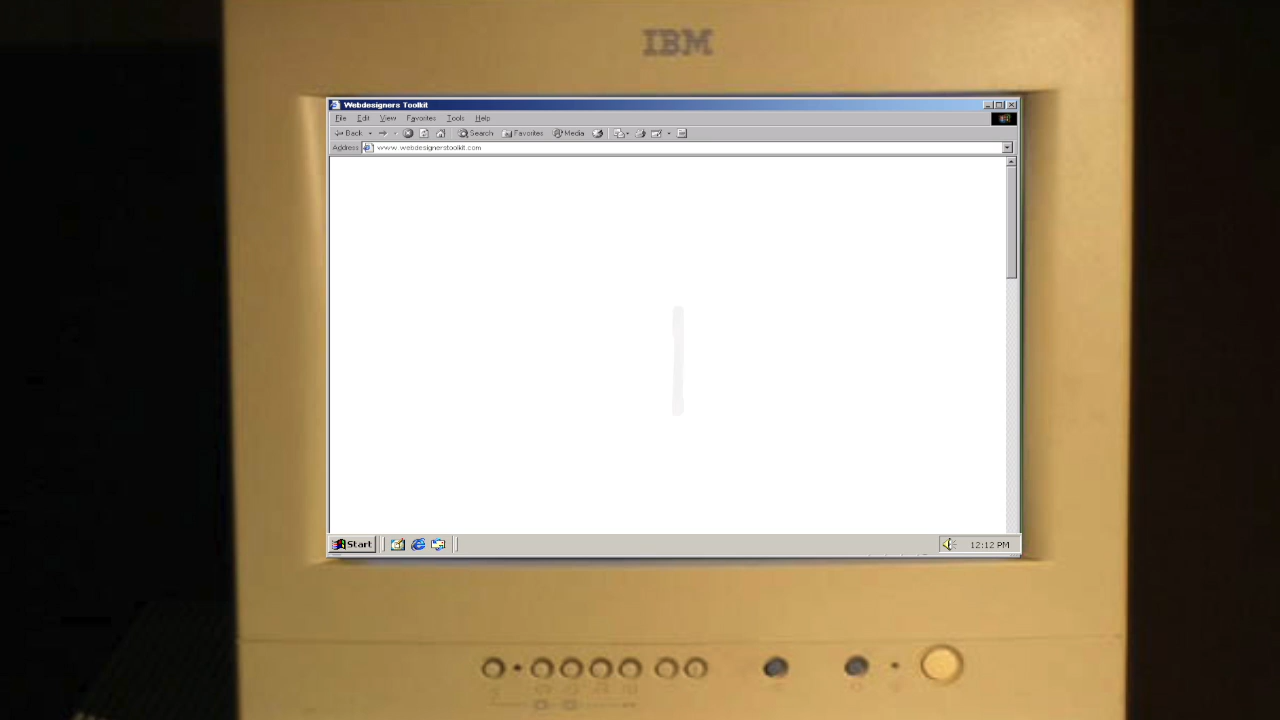 IBM
Webdesigners Toolkit
File Edit View Favorites Tools Help
Back Search Favorites Media
Address www.webdesignerstoolkit.com
Start 12:12 PM